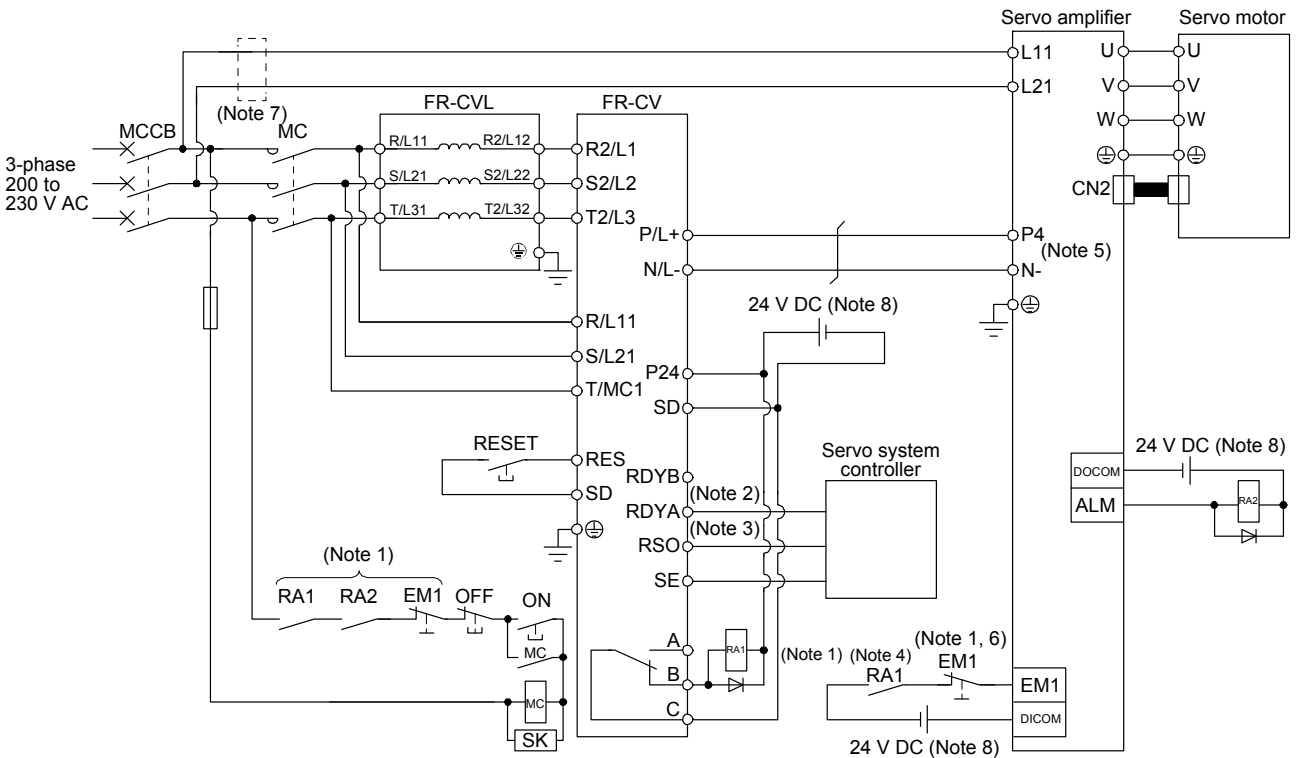 Servo amplifier
Servo motor
L11
U
U
L21
V
V
(Note 7)
FR-CVL
FR-CV
W
W
MCCB
MC
R/L11
R2/L12
R2/L1
CN2
3-phase
200 to
230 V AC
S/L21
S2/L22
S2/L2
T/L31
T2/L32
T2/L3
P/L+
P4
(Note 5)
N/L-
N-
24 V DC (Note 8)
R/L11
S/L21
P24
T/MC1
SD
RESET
RES
SD
RDYB
(Note 2)
RDYA
(Note 3)
RSO
SE
Servo system
controller
DOCOM
24 V DC (Note 8)
ALM
RA2
(Note 1)
RA1
RA2
EM1
OFF
ON
MC
MC
SK
A
B
C
RA1
(Note 1)
(Note 4)
RA1
(Note 1, 6)
EM1
EM1
DICOM
24 V DC (Note 8)